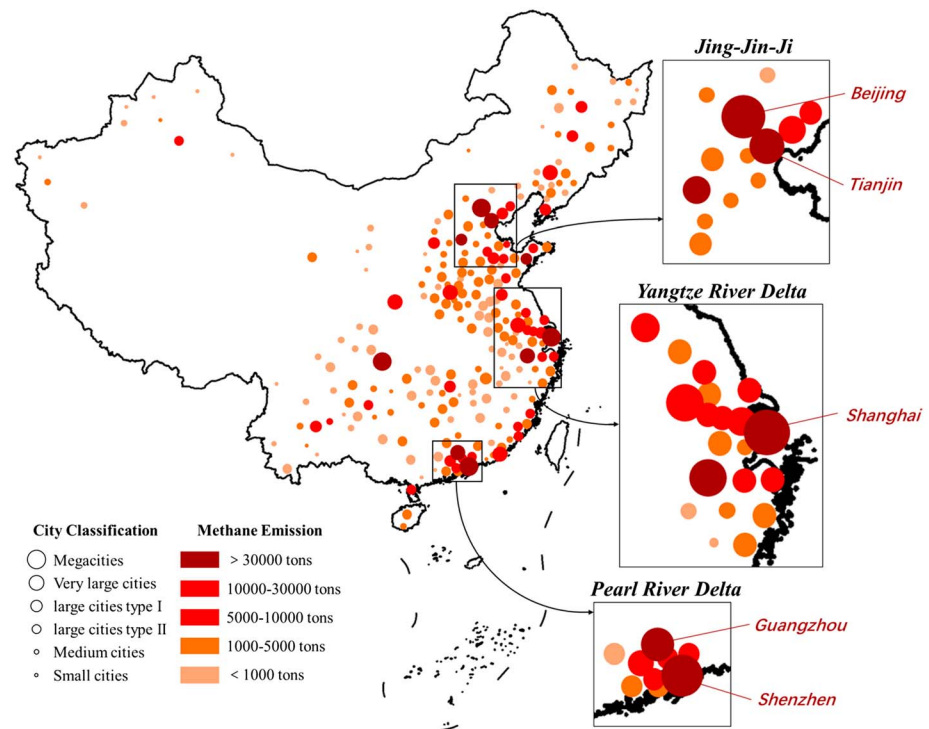 Jing-Jin-Ji
Beijing
Tianjin
Yangtze River Delta
Shanghai
Pearl River Delta
Guangzhou
Shenzhen
City Classification
Megacities
Very large cities
large cities type I
large cities type II
Medium cities
Small cities
Methane Emission
> 30000 tons
10000-30000 tons
5000-10000 tons
1000-5000 tons
< 1000 tons